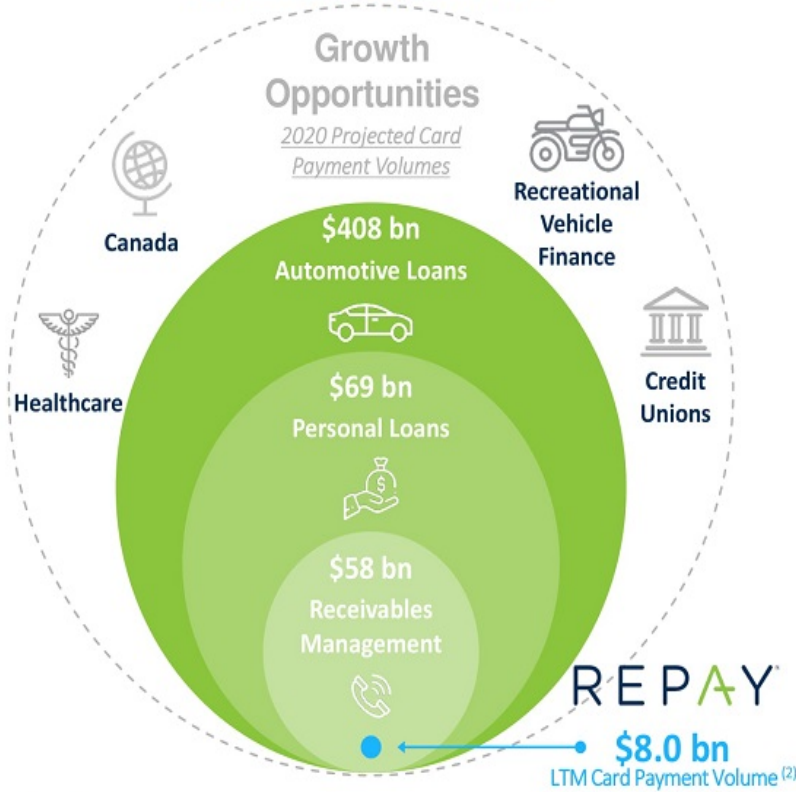 Growth
Opportunities
2020 Projected Card
Payment Volumes
Canada
Recreational
Vehicle
Finance
Healthcare
Credit
Unions
$408 bn
Automotive Loans
$69 bn
Personal Loans
$
$58 bn
Receivables
Management
REPAY
$8.0 bn
LTM Card Payment Volume (2)